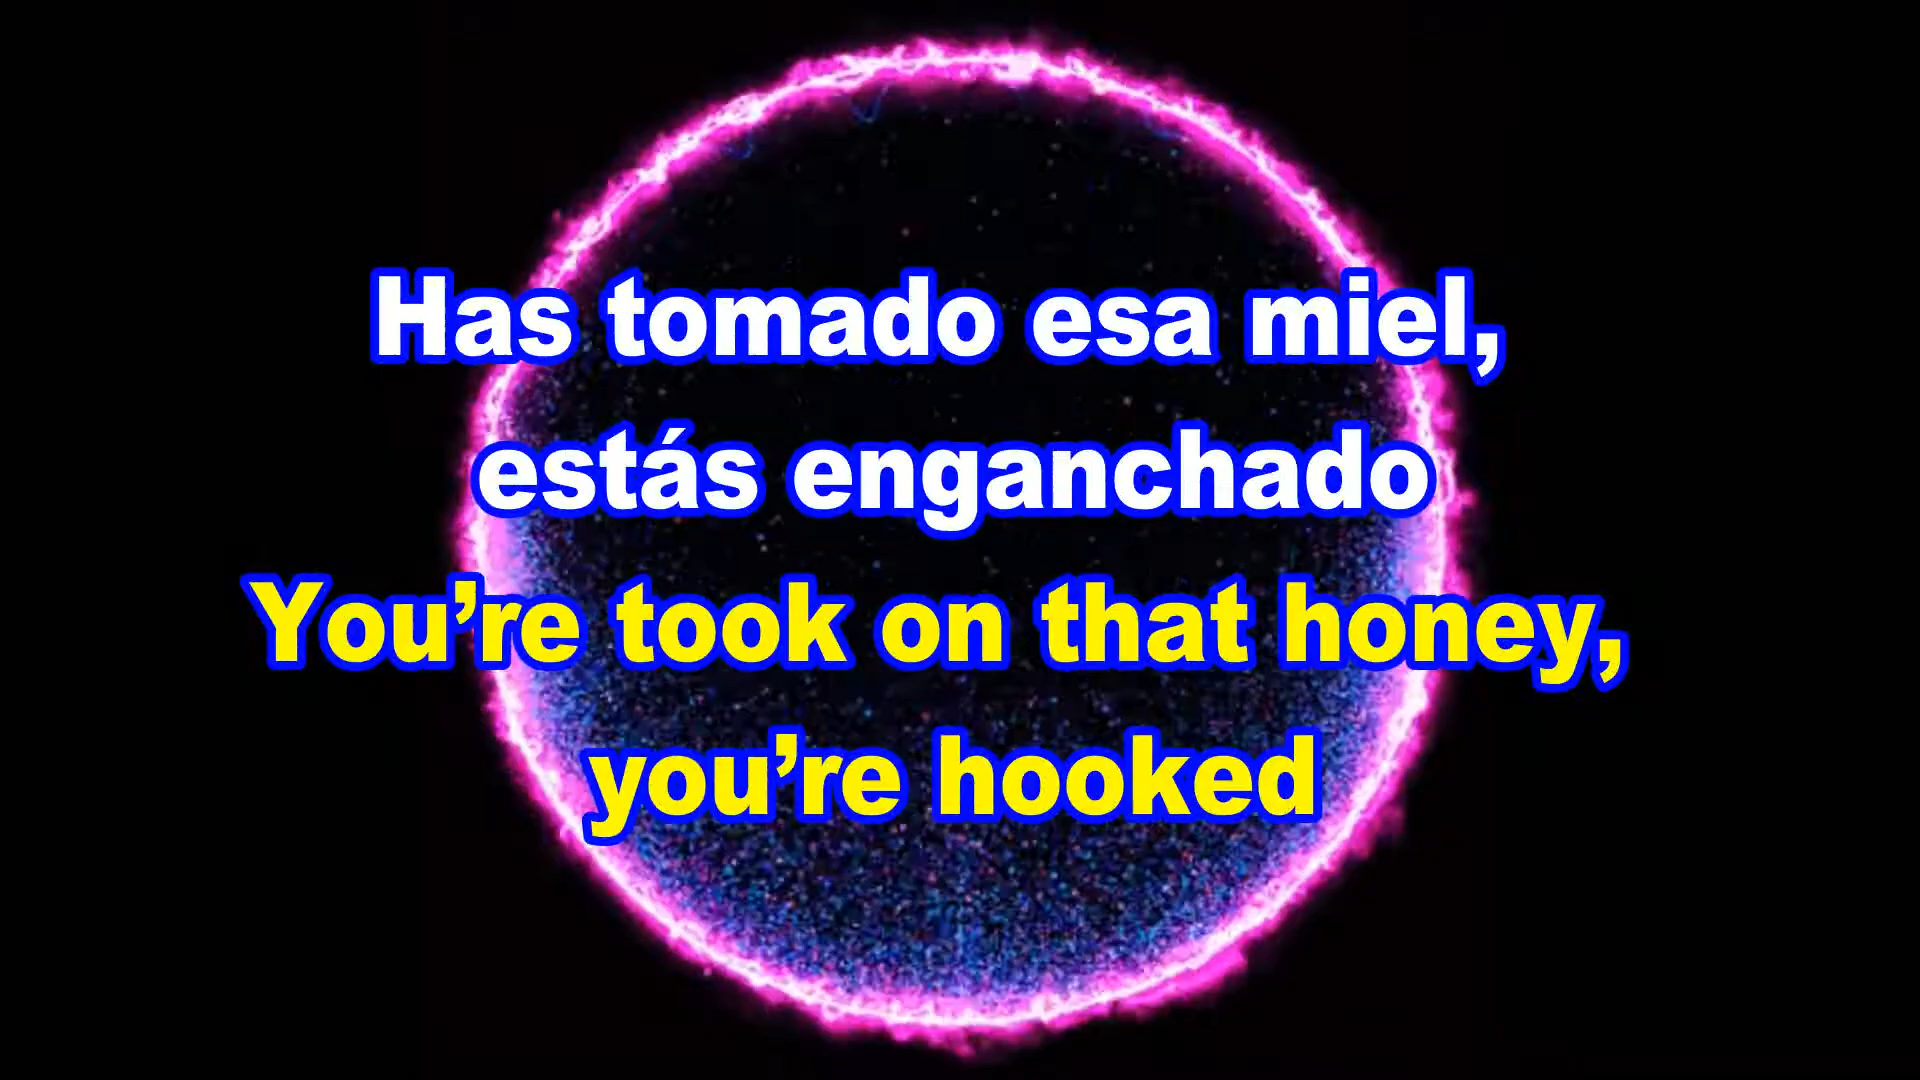 Has tomado esa miel,
estás enganchado
You’re took on that honey,
you’re hooked